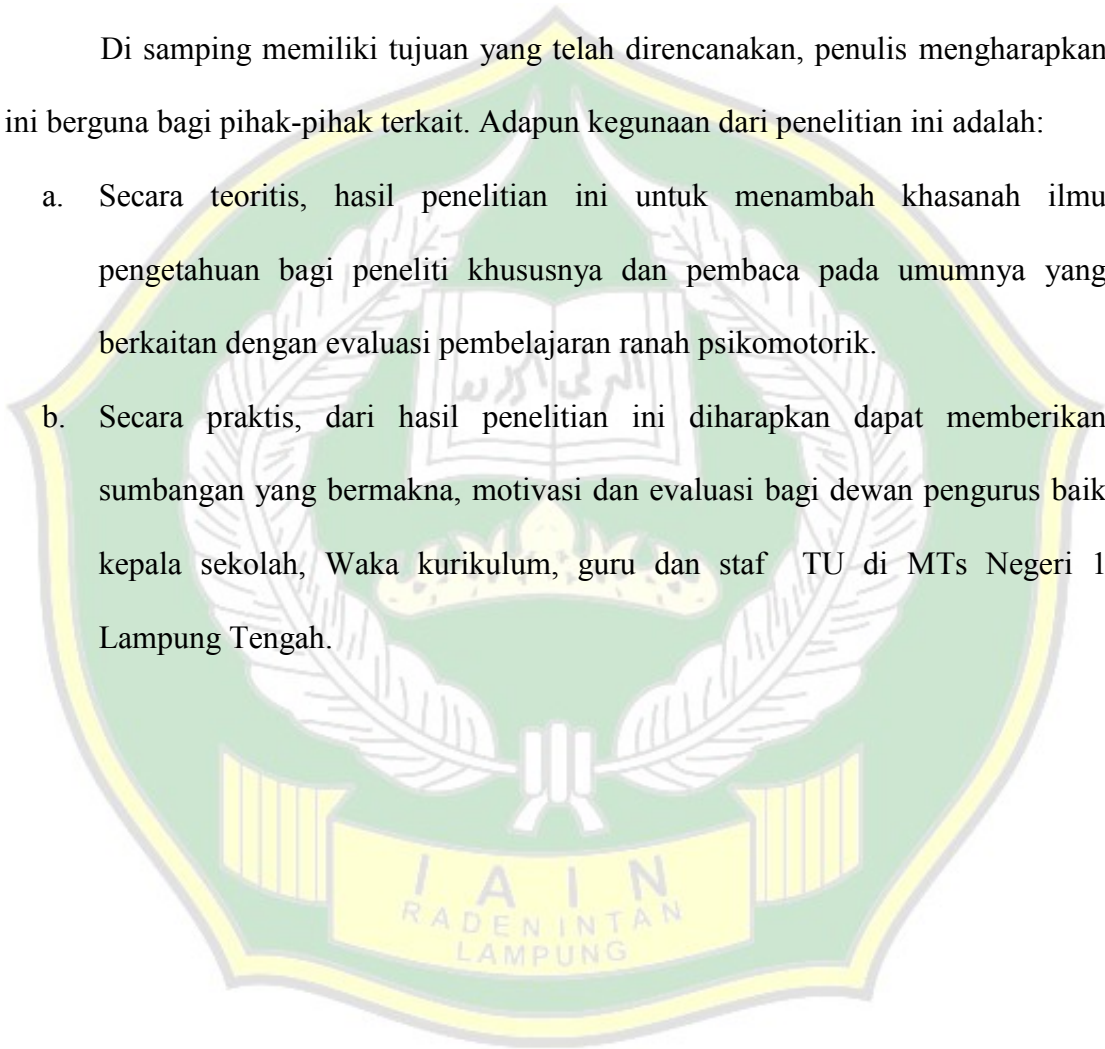 Di samping memiliki tujuan yang telah direncanakan, penulis mengharapkan
ini berguna bagi pihak-pihak terkait. Adapun kegunaan dari penelitian ini adalah:
a. Secara teoritis, hasil penelitian ini untuk menambah khasanah ilmu
pengetahuan bagi peneliti khususnya dan pembaca pada umumnya yang
berkaitan dengan evaluasi pembelajaran ranah psikomotorik.
b. Secara praktis, dari hasil penelitian ini diharapkan dapat memberikan
sumbangan yang bermakna, motivasi dan evaluasi bagi dewan pengurus baik
kepala sekolah, Waka kurikulum, guru dan staf TU di MTs Negeri 1
Lampung Tengah.
IAIN
RADEN INTAN
LAMPUNG